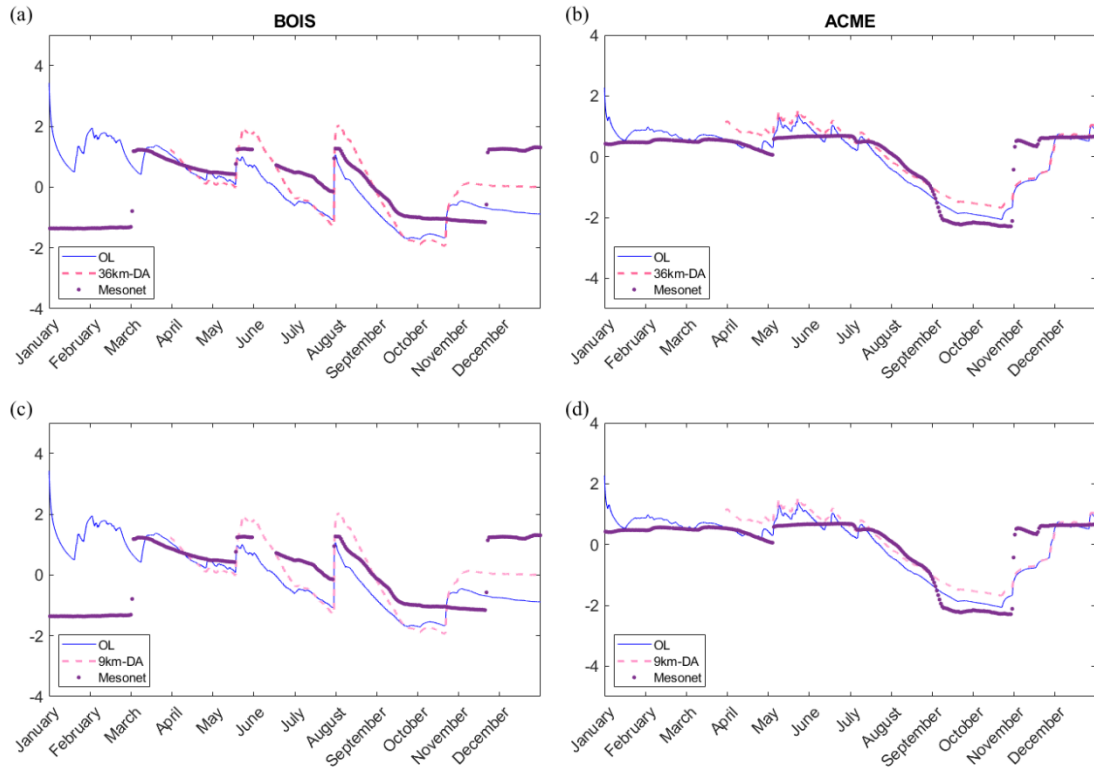 (a)
BOIS
4
2
0
-2
-4
OL
36km-DA
Mesonet
January
February
March
April
May
June
July
August
September
October
November
December
(b)
ACME
4
2
0
-2
-4
OL
36km-DA
Mesonet
January
February
March
April
May
June
July
August
September
October
November
December
(c)
4
2
0
-2
-4
OL
9km-DA
Mesonet
January
February
March
April
May
June
July
August
September
October
November
December
(d)
4
2
0
-2
-4
OL
9km-DA
Mesonet
January
February
March
April
May
June
July
August
September
October
November
December